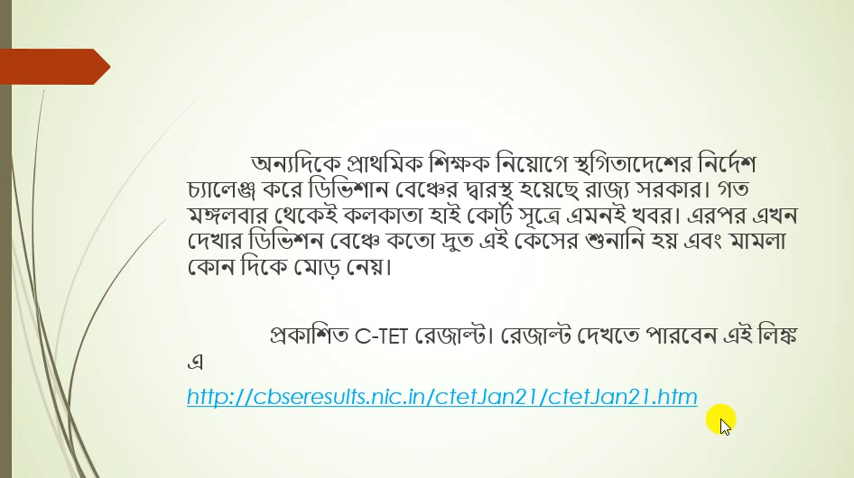 অন্যদিকে প্রাথমিক শিক্ষক নিয়োগে স্থগিতাদেশের নির্দেশ
চ্যালেঞ্জ করে ডিভিশান বেঞ্চের দ্বারস্থ হয়েছে রাজ্য সরকার। গত
মঙ্গলবার থেকেই কলকাতা হাই কোর্ট সূত্রে এমনই খবর। এরপর এখন
দেখার ডিভিশন বেঞ্চে কতো দ্রুত এই কেসের শুনানি হয় এবং মামলা
কোন দিকে মোড় নেয়।
প্রকাশিত C-TET রেজাল্ট। রেজাল্ট দেখতে পারবেন এই লিঙ্ক
এ
http://cbseresults.nic.in/ctetJan21/ctetJan21.htm